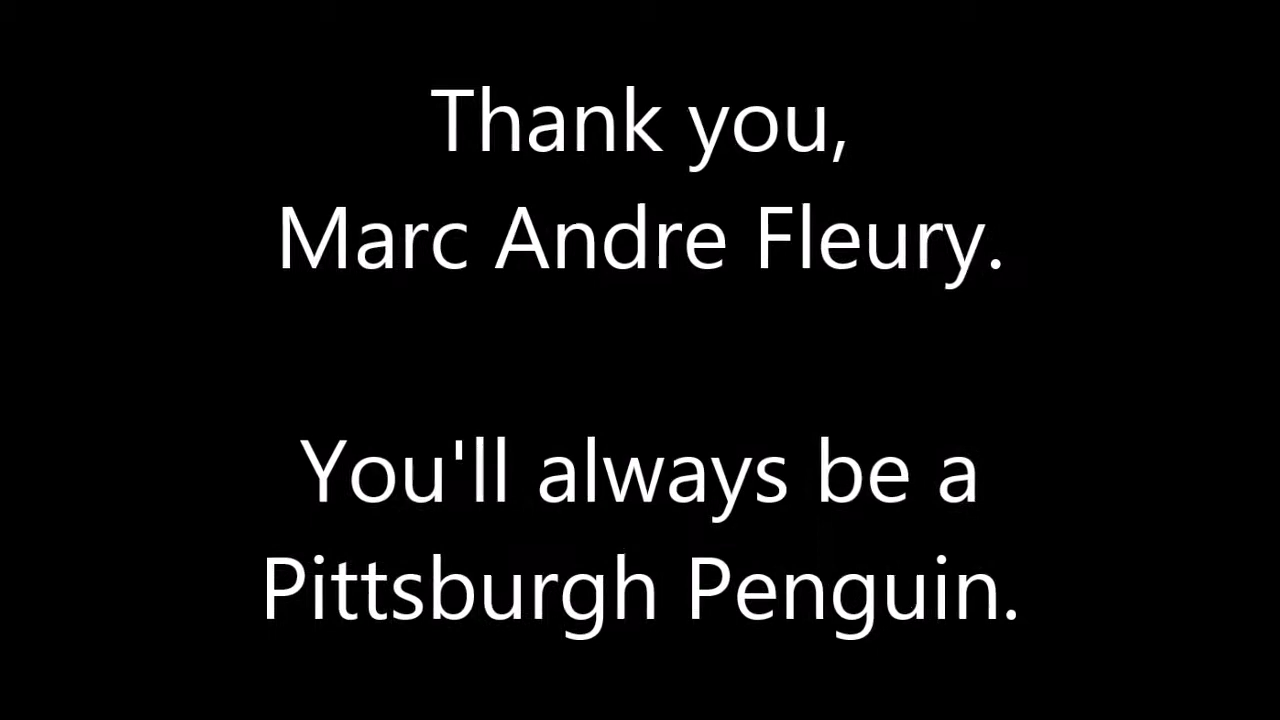 Thank you,
Marc Andre Fleury.
You'll always be a
Pittsburgh Penguin.